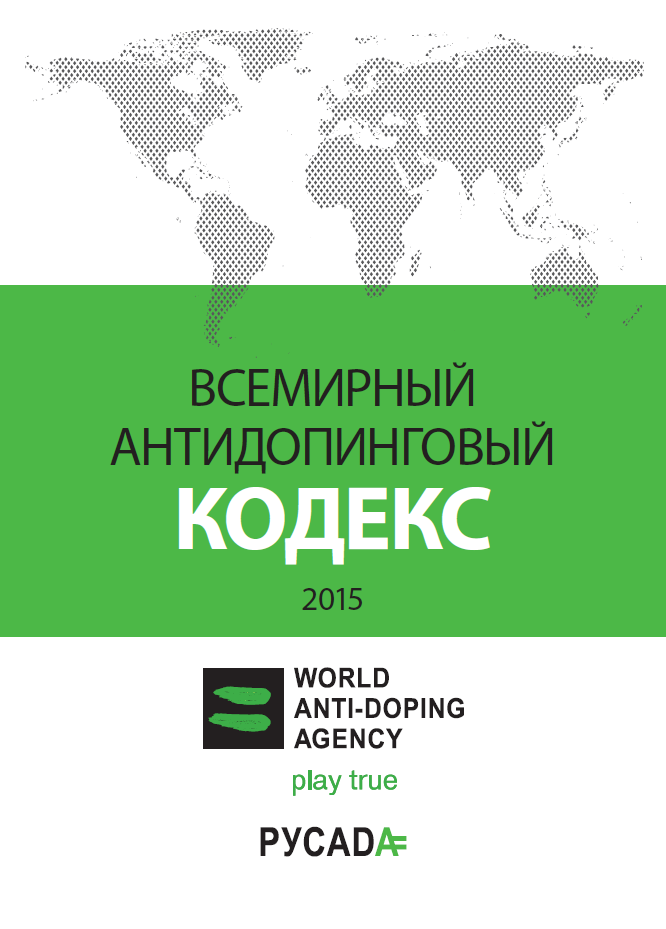 ВСЕМИРНЫЙ
АНТИДОПИНГОВЫЙ
КОДЕКС
2015
WORLD
ANTI-DOPING
AGENCY
play true
РУСАДА